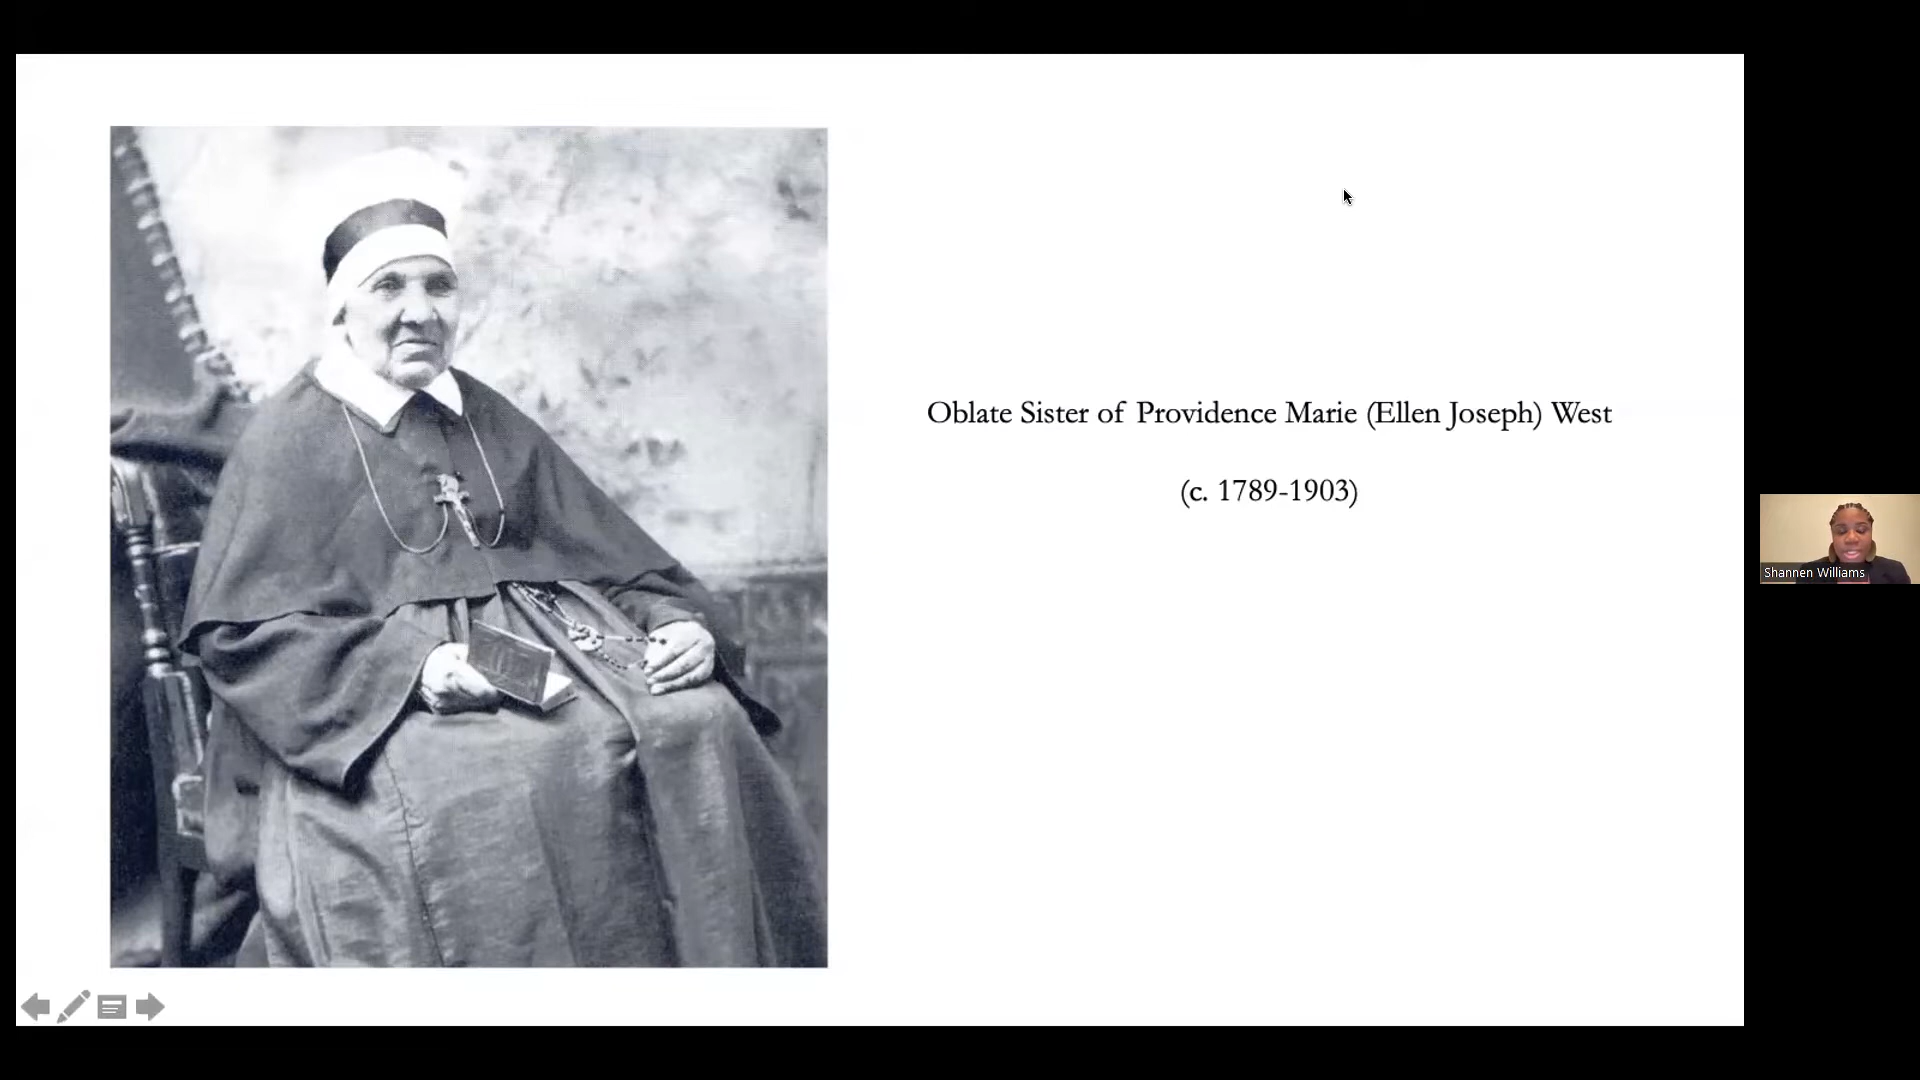 Oblate Sister of Providence Marie (Ellen Joseph) West
(c. 1789-1903)
Shannen Williams